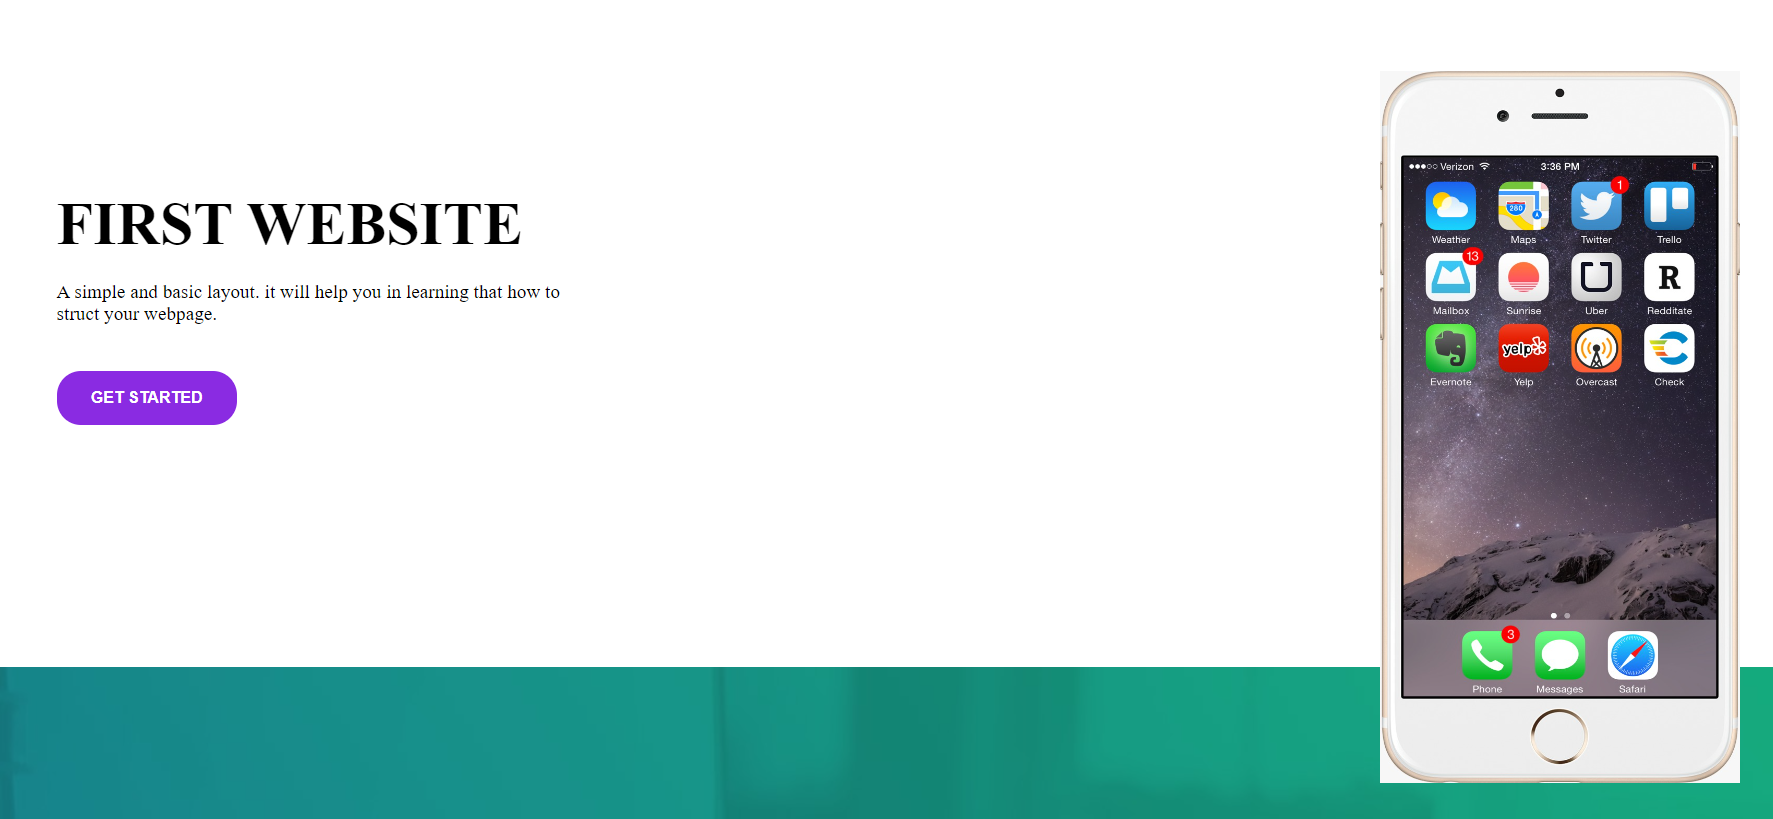 FIRST WEBSITE
A simple and basic layout. it will help you in learning that how to
struct your webpage.
GET STARTED
Verizon 3:36 PM
1
280
Weather Maps Twitter Trello
13
R
Mailbox Sunrise Uber Redditate
yelp
Evernote Yelp Overcast Check
3
Phone Messages Safari